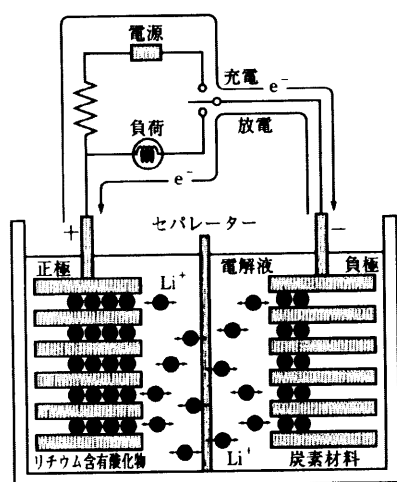 電源
充電
e⁻
負荷
放電
e⁻
+
セパレーター
−
正極
Li⁺
電解液
負極
リチウム含有酸化物
Li⁺
炭素材料